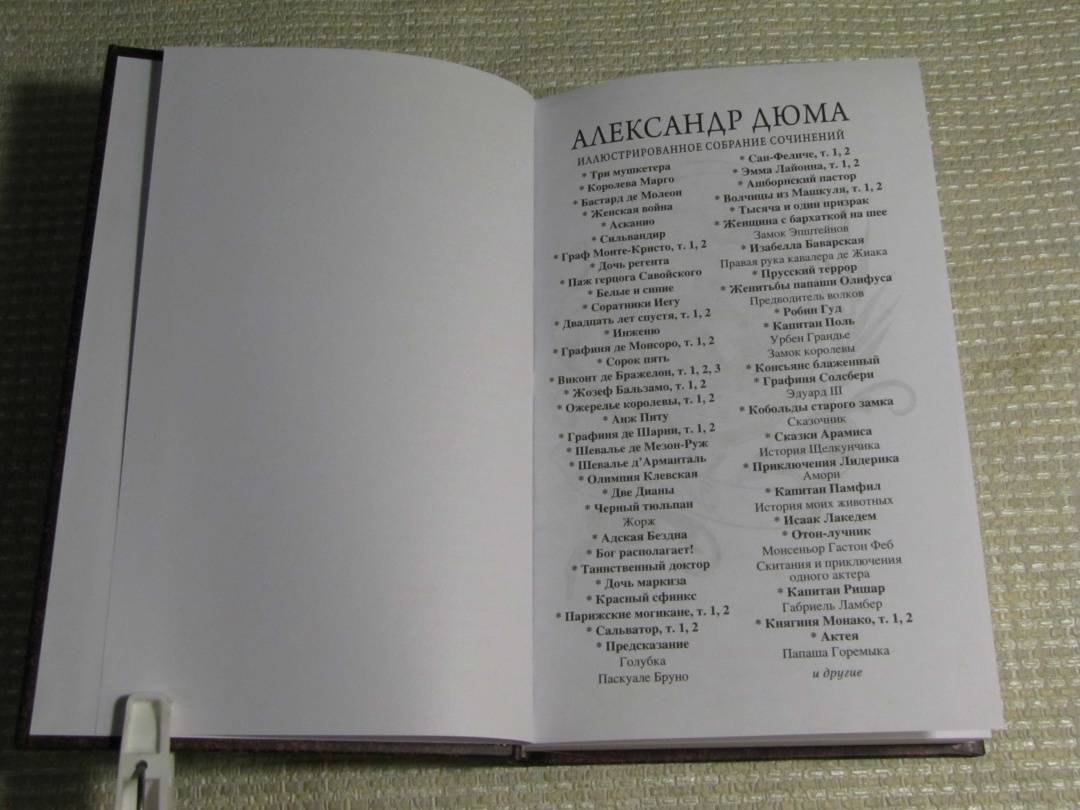 АЛЕКСАНДР ДЮМА
ИЛЛЮСТРИРОВАННОЕ СОБРАНИЕ СОЧИНЕНИЙ
* Три мушкетера
* Королева Марго
* Бастард де Молеон
* Женская война
* Асканио
* Сильвандир
* Граф Монте-Кристо, т. 1, 2
* Дочь регента
* Паж герцога Савойского
* Белые и синие
* Соратники Иегу
* Двадцать лет спустя, т. 1, 2
* Инженю
* Графиня де Монсоро, т. 1, 2
* Сорок пять
* Виконт де Бражелон, т. 1, 2, 3
* Жозеф Бальзамо, т. 1, 2
* Ожерелье королевы, т. 1, 2
* Анж Питу
* Графиня де Шарни, т. 1, 2
* Шевалье де Мезон-Руж
* Шевалье д'Арманталь
* Олимпия Клевская
* Две Дианы
* Черный тюльпан
Жорж
* Адская Бездна
* Бог располагает!
* Таинственный доктор
* Дочь маркиза
* Красный сфинкс
* Парижские могикане, т. 1, 2
* Сальватор, т. 1, 2
* Предсказание
Голубка
Паскуале Бруно
* Сан-Феличе, т. 1, 2
* Эмма Лайонна, т. 1, 2
* Ашборнский пастор
* Волчицы из Машкуля, т. 1, 2
* Тысяча и один призрак
* Женщина с бархаткой на шее
Замок Эпштейнов
* Изабелла Баварская
Правая рука кавалера де Жиака
* Прусский террор
* Женитьбы папаши Олифуса
Предводитель волков
* Робин Гуд
* Капитан Поль
Урбен Грандье
Замок королевы
* Консьянс блаженный
* Графиня Солсбери
Эдуард III
* Кобольды старого замка
Сказочник
* Сказки Арамиса
История Щелкунчика
* Приключения Лидерика
Амори
* Капитан Памфил
История моих животных
* Исаак Лакедем
* Отон-лучник
Монсеньор Гастон Феб
Скитания и приключения
одного актера
* Капитан Ришар
Габриель Ламбер
* Княгиня Монако, т. 1, 2
* Актея
Папаша Горемыка
и другие